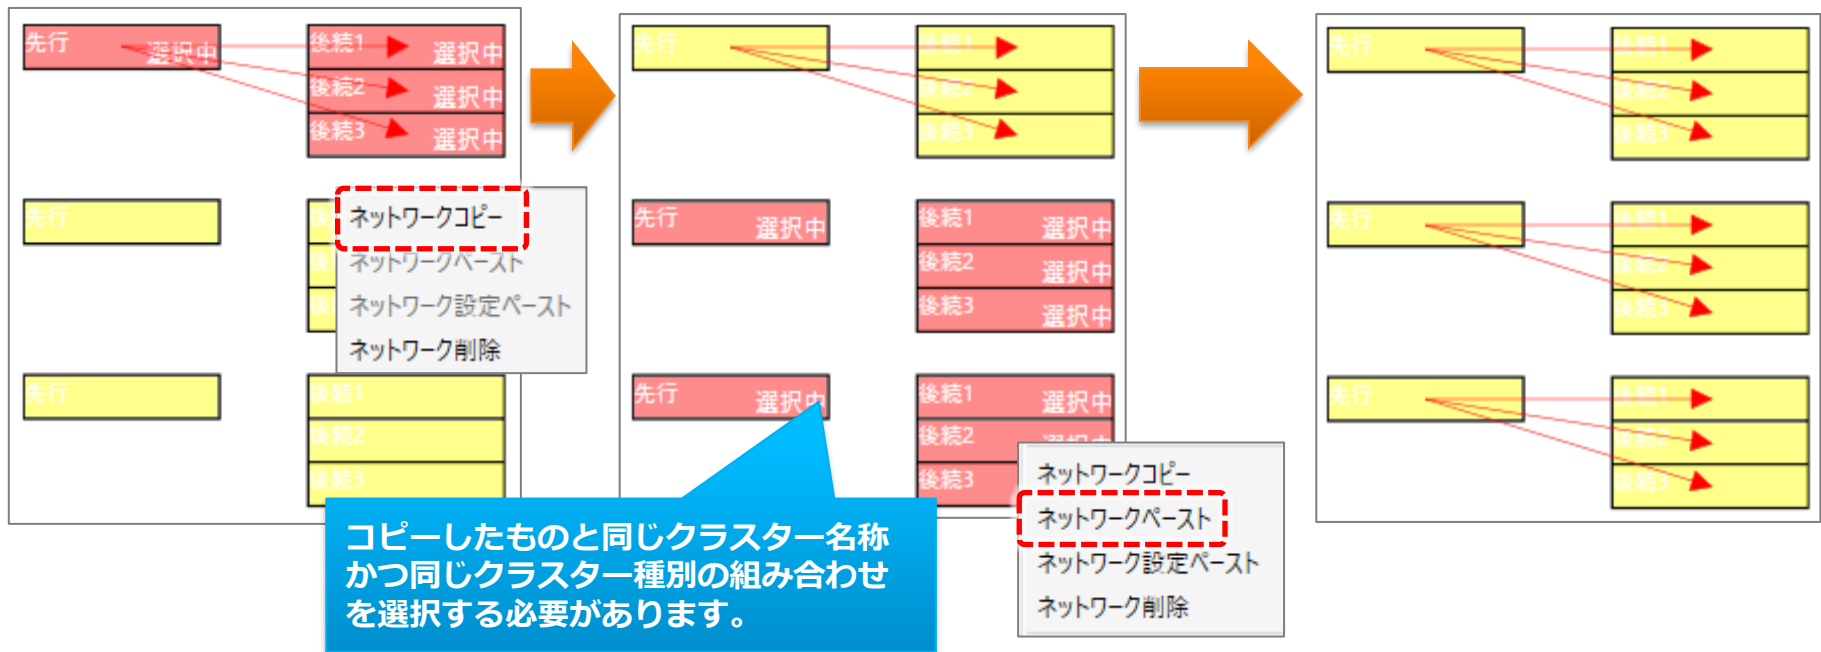 先行
選択中
後続1
選択中
後続2
選択中
後続3
選択中
先行
ネットワークコピー
ネットワークペースト
ネットワーク設定ペースト
ネットワーク削除
先行
後続1
後続2
後続3
先行
後続1
後続2
後続3
先行
選択中
後続1
選択中
後続2
選択中
後続3
選択中
先行
選択中
後続1
選択中
後続2
選択中
後続3
ネットワークコピー
ネットワークペースト
ネットワーク設定ペースト
ネットワーク削除
コピーしたものと同じクラスター名称
かつ同じクラスター種別の組み合わせ
を選択する必要があります。
先行
後続1
後続2
後続3
先行
後続1
後続2
後続3
先行
後続1
後続2
後続3